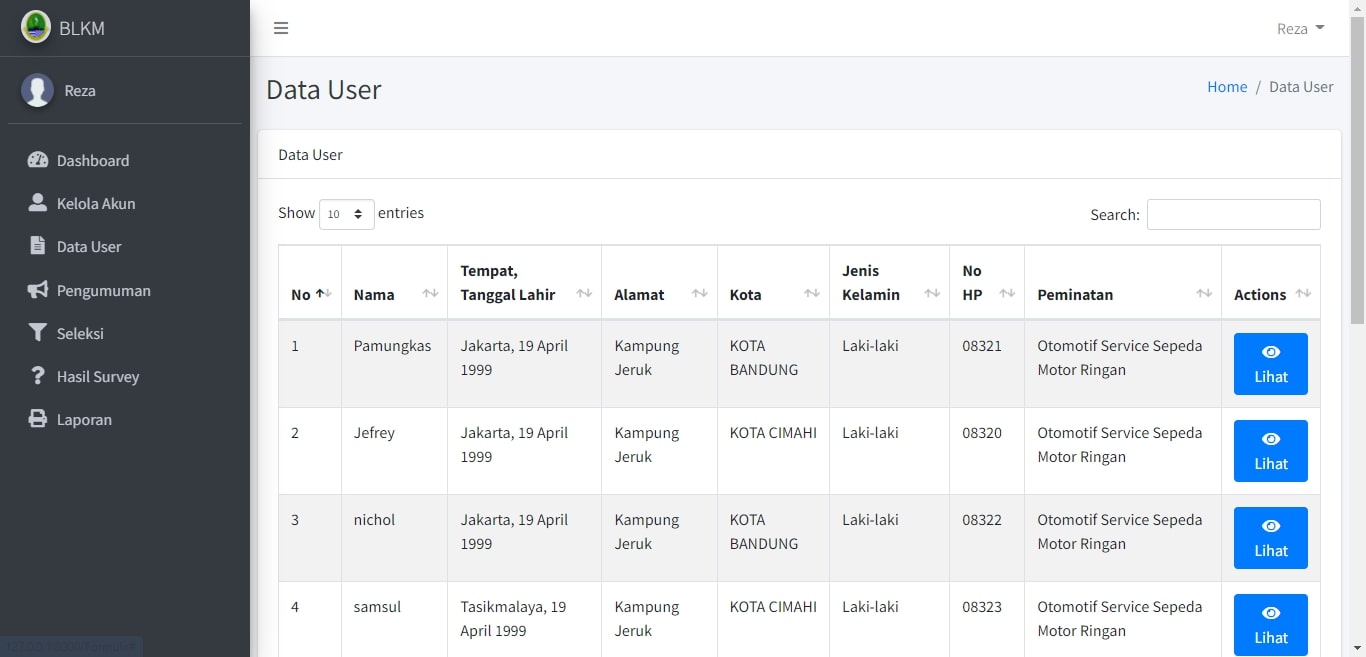 BLKM
Reza
Reza
Dashboard
Kelola Akun
Data User
Pengumuman
Seleksi
Hasil Survey
Laporan
Data User
Home / Data User
Data User
Show 10 entries
Search:
No Nama Tempat, Tanggal Lahir Alamat Kota Jenis Kelamin No HP Peminatan Actions
1 Pamungkas Jakarta, 19 April 1999 Kampung Jeruk KOTA BANDUNG Laki-laki 08321 Otomotif Service Sepeda Motor Ringan Lihat
2 Jefrey Jakarta, 19 April 1999 Kampung Jeruk KOTA CIMAHI Laki-laki 08320 Otomotif Service Sepeda Motor Ringan Lihat
3 nichol Jakarta, 19 April 1999 Kampung Jeruk KOTA BANDUNG Laki-laki 08322 Otomotif Service Sepeda Motor Ringan Lihat
4 samsul Tasikmalaya, 19 April 1999 Kampung Jeruk KOTA CIMAHI Laki-laki 08323 Otomotif Service Sepeda Motor Ringan Lihat